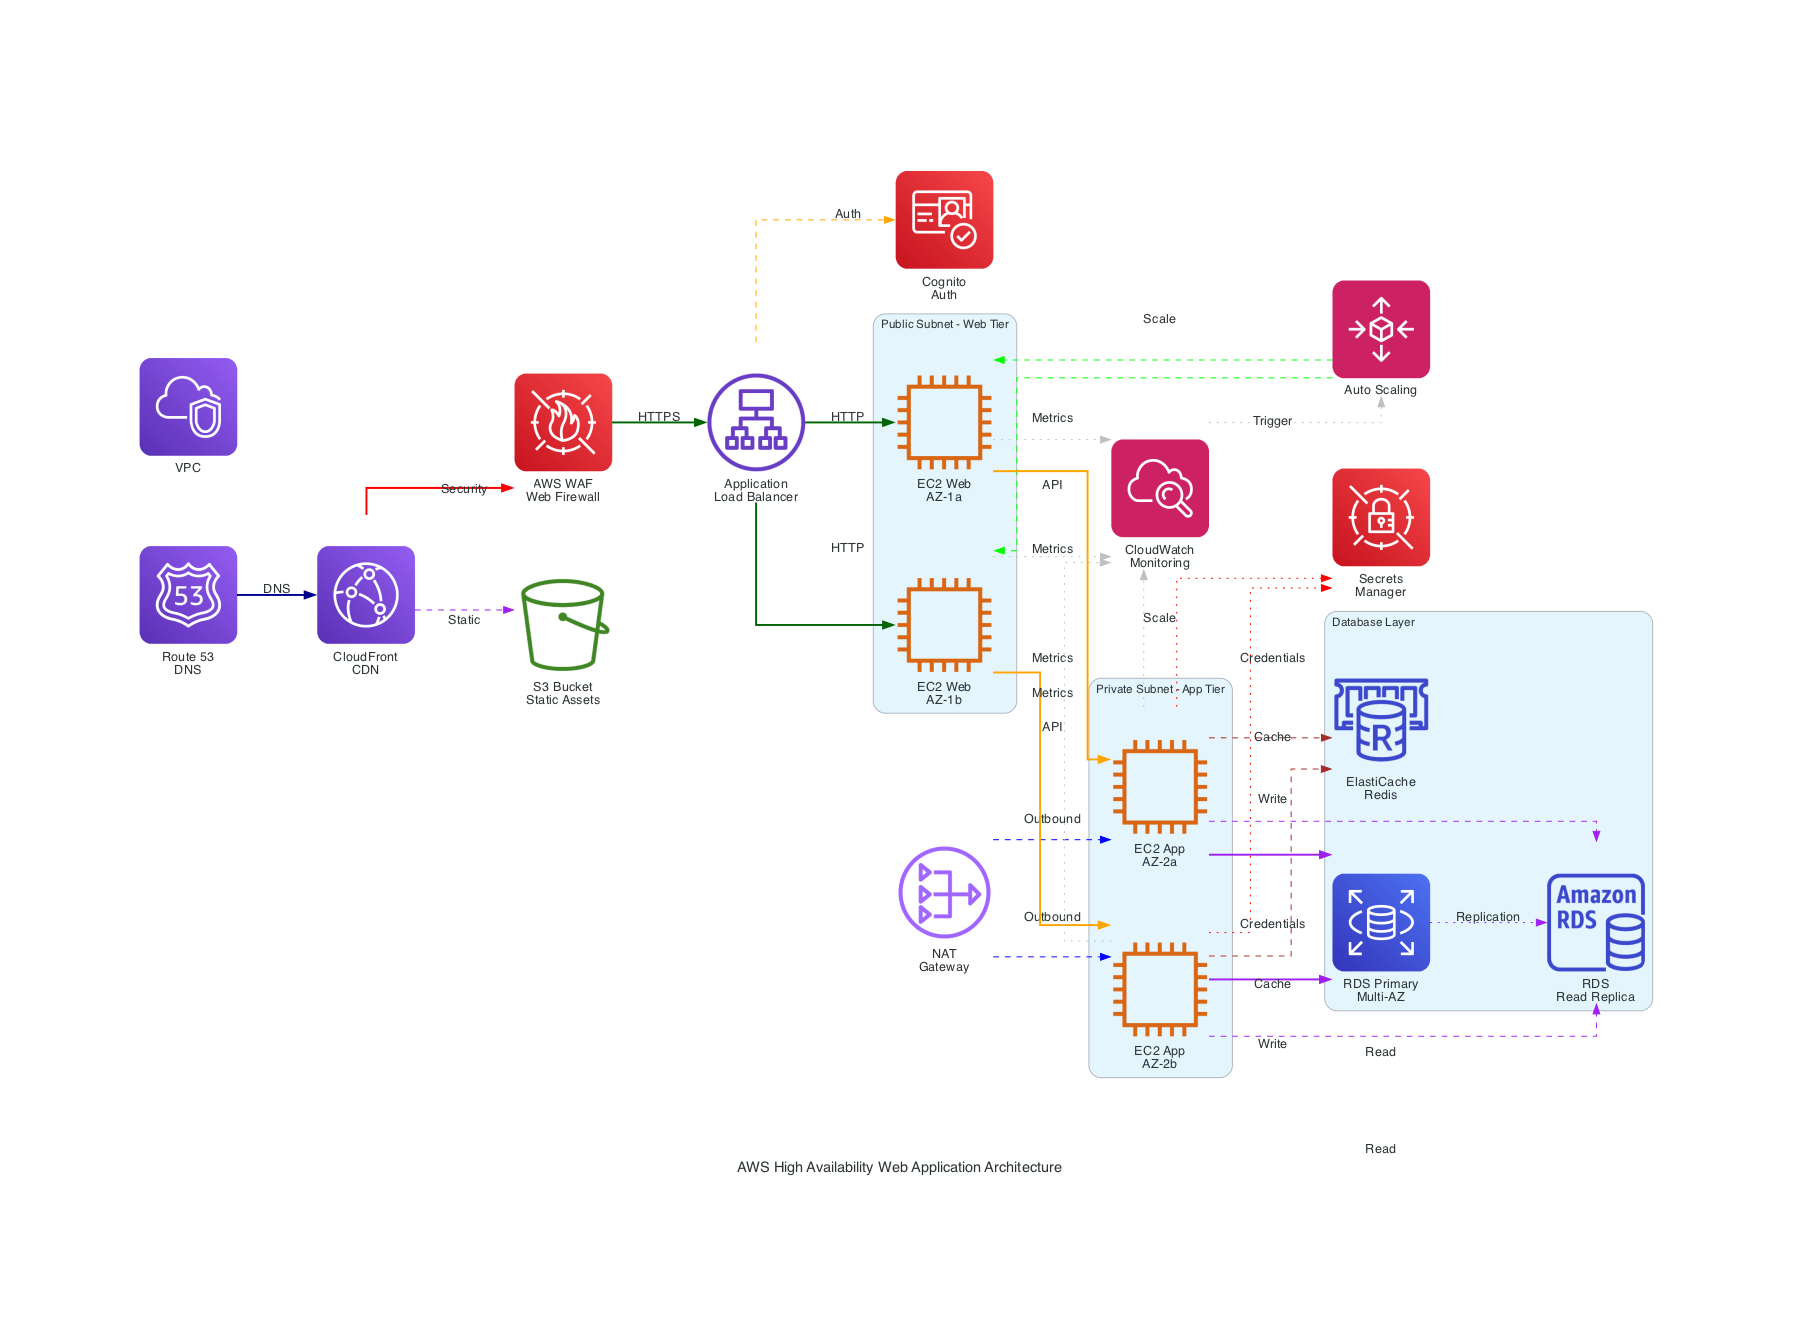 Auth
Cognito
Auth
Public Subnet - Web Tier
Scale
Auto Scaling
VPC
HTTPS
HTTP
Metrics
Trigger
Security
AWS WAF
Web Firewall
Application
Load Balancer
EC2 Web
AZ-1a
API
HTTP
Metrics
CloudWatch
Monitoring
Secrets
Manager
53
DNS
Static
Route 53
DNS
CloudFront
CDN
S3 Bucket
Static Assets
Scale
Database Layer
Metrics
Credentials
EC2 Web
AZ-1b
Metrics
Private Subnet - App Tier
API
Cache
R
ElastiCache
Redis
Write
Outbound
EC2 App
AZ-2a
Outbound
Credentials
Replication
Amazon
RDS
NAT
Gateway
Cache
RDS Primary
Multi-AZ
RDS
Read Replica
EC2 App
AZ-2b
Write
Read
Read
AWS High Availability Web Application Architecture